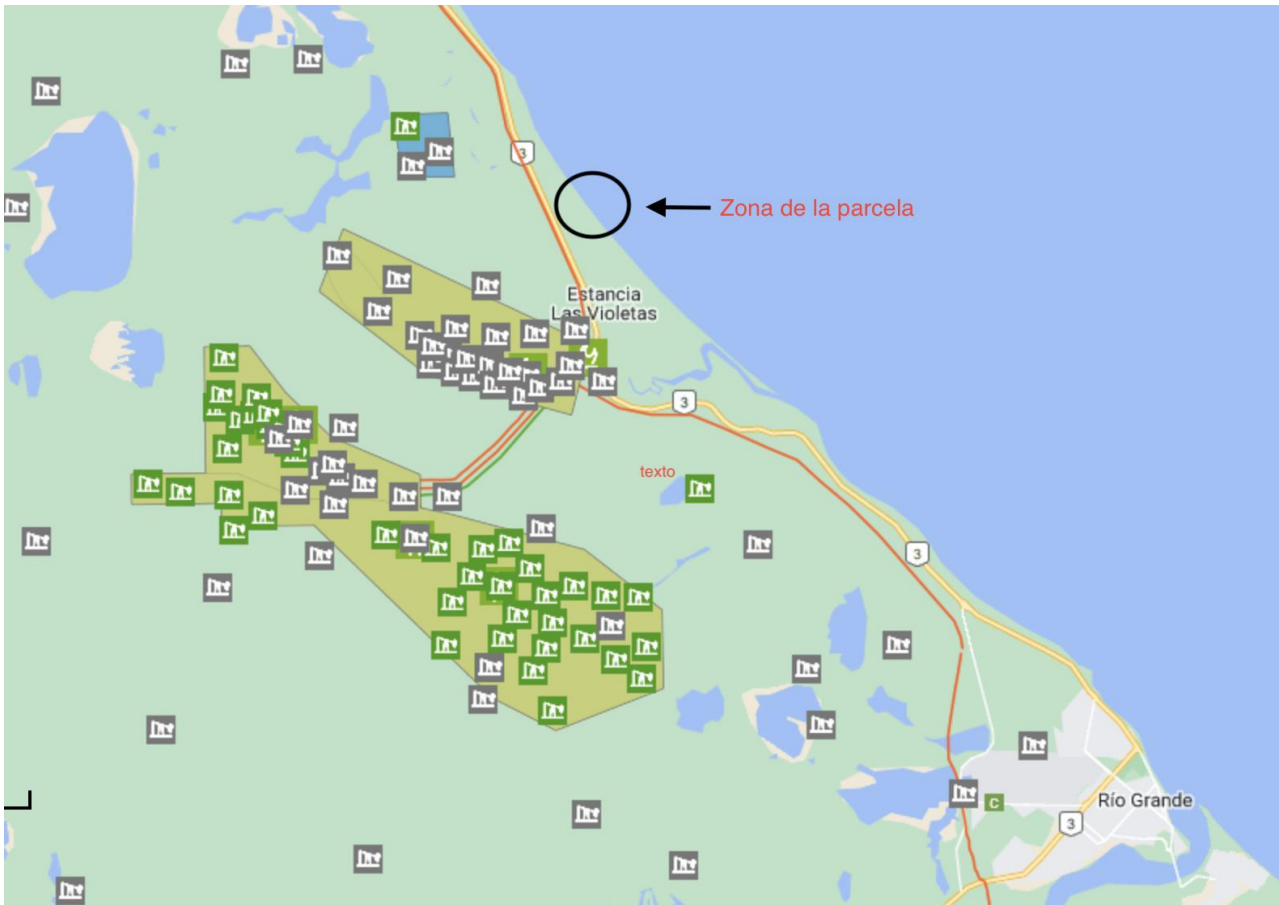 3
Zona de la parcela
Estancia
Las Violetas
3
texto
3
Río Grande
C
3